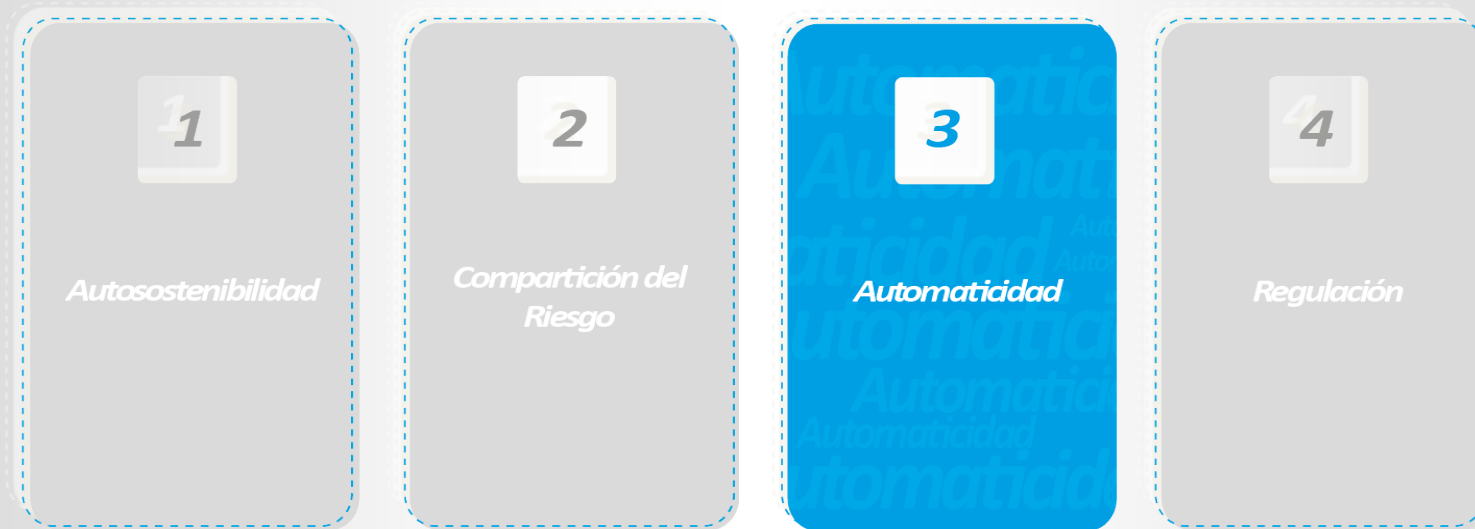 1
Autosostenibilidad
2
Compartición del
Riesgo
3
Automaticidad
4
Regulación